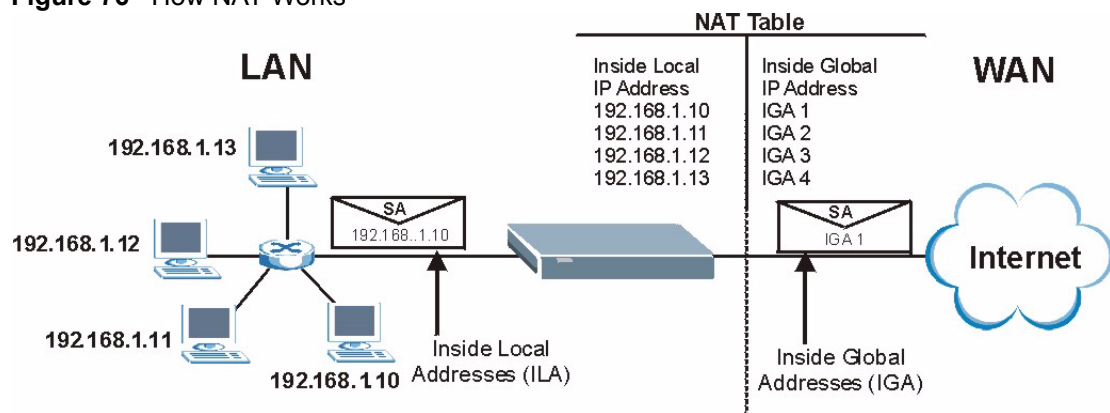 Figure How NAT Works
NAT Table
LAN
WAN
Inside Local
IP Address
192.168.1.10
192.168.1.11
192.168.1.12
192.168.1.13
Inside Global
IP Address
IGA 1
IGA 2
IGA 3
IGA 4
192.168.1.13
192.168.1.12
192.168.1.11
192.168.1.10
SA
192.168..1.10
SA
IGA 1
Internet
Inside Local
Addresses (ILA)
Inside Global
Addresses (IGA)